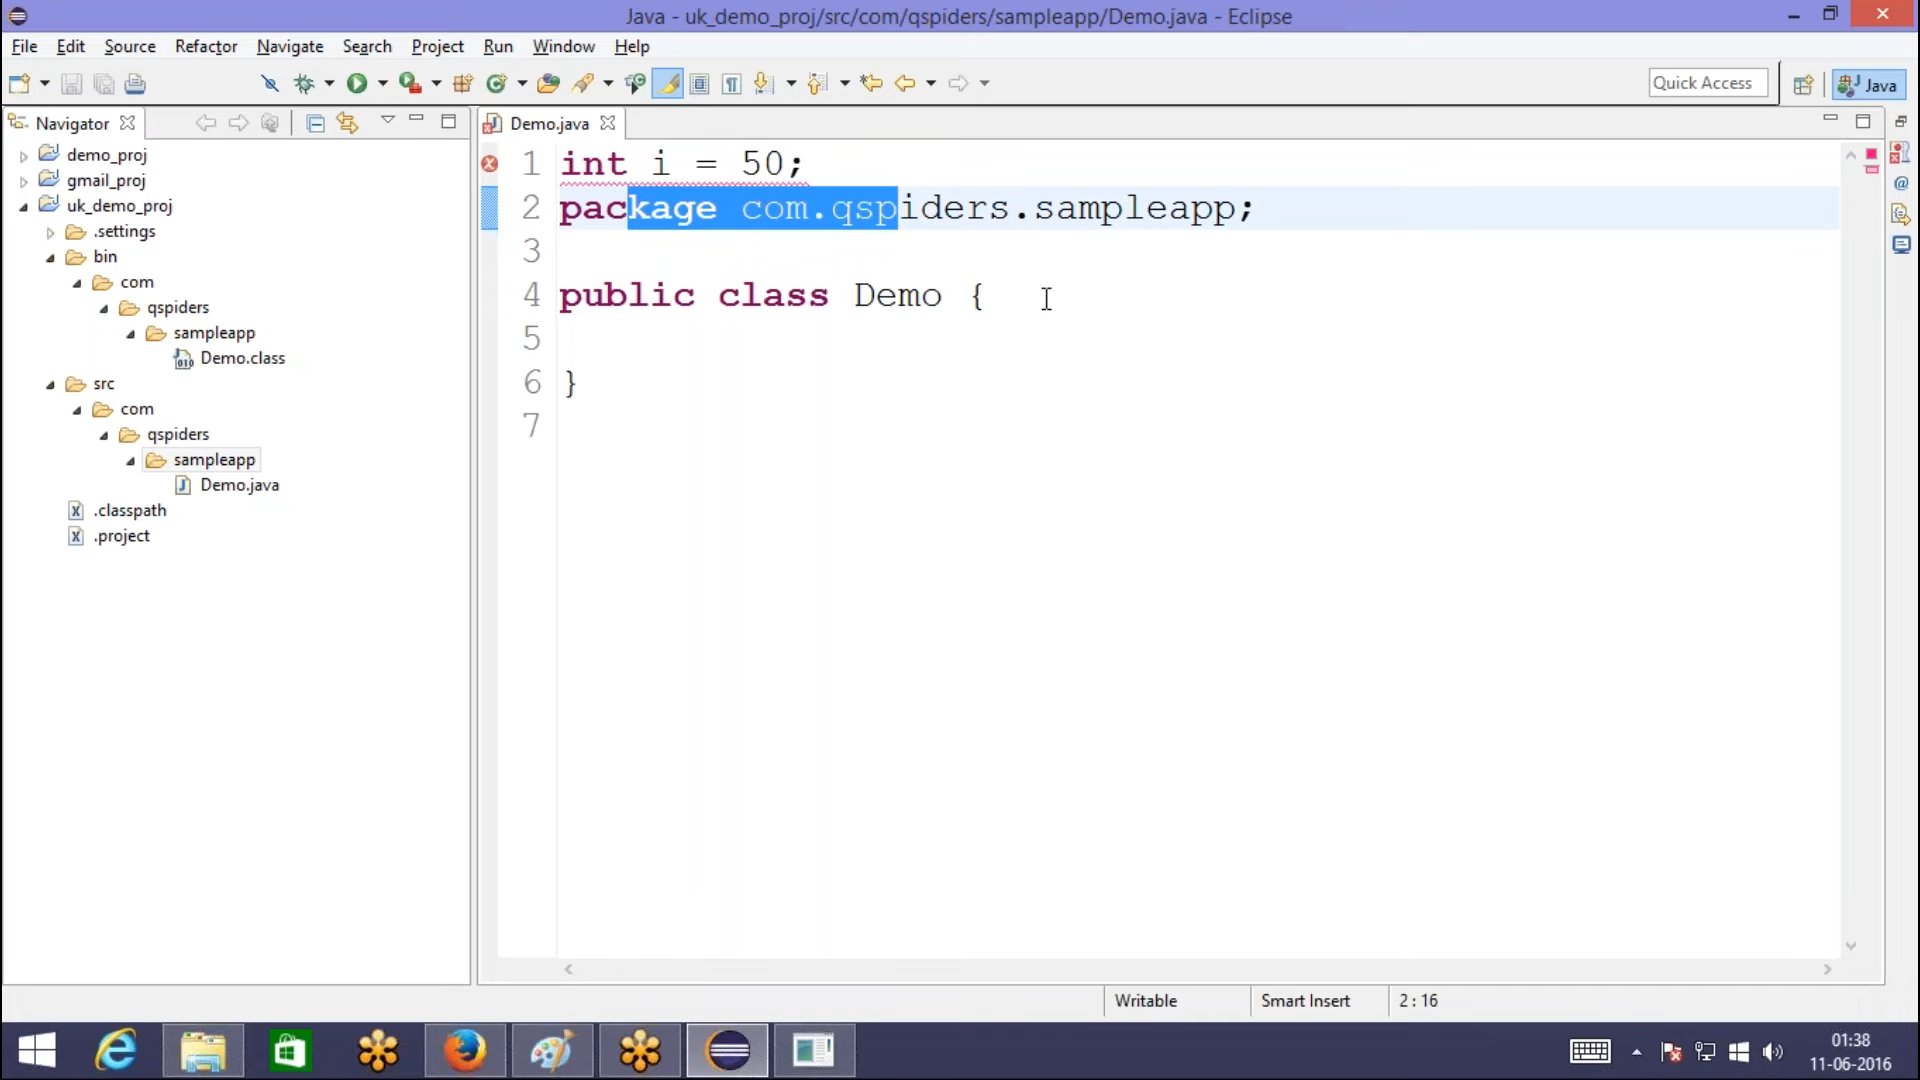 Java - uk_demo_proj/src/com/qspiders/sampleapp/Demo.java - Eclipse
File Edit Source Refactor Navigate Search Project Run Window Help
Quick Access
Java
Navigator
Demo.java
demo_proj
gmail_proj
uk_demo_proj
.settings
bin
com
qspiders
sampleapp
Demo.class
src
com
qspiders
sampleapp
Demo.java
.classpath
.project
1 int i = 50;
2 package com.qspiders.sampleapp;
3
4 public class Demo {
5
6 }
7
Writable
Smart Insert
2 : 16
01:38
11-06-2016